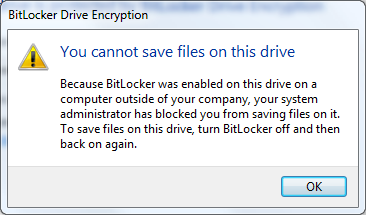 BitLocker Drive Encryption
You cannot save files on this drive
Because BitLocker was enabled on this drive on a
computer outside of your company, your system
administrator has blocked you from saving files on it.
To save files on this drive, turn BitLocker off and then
back on again.
OK